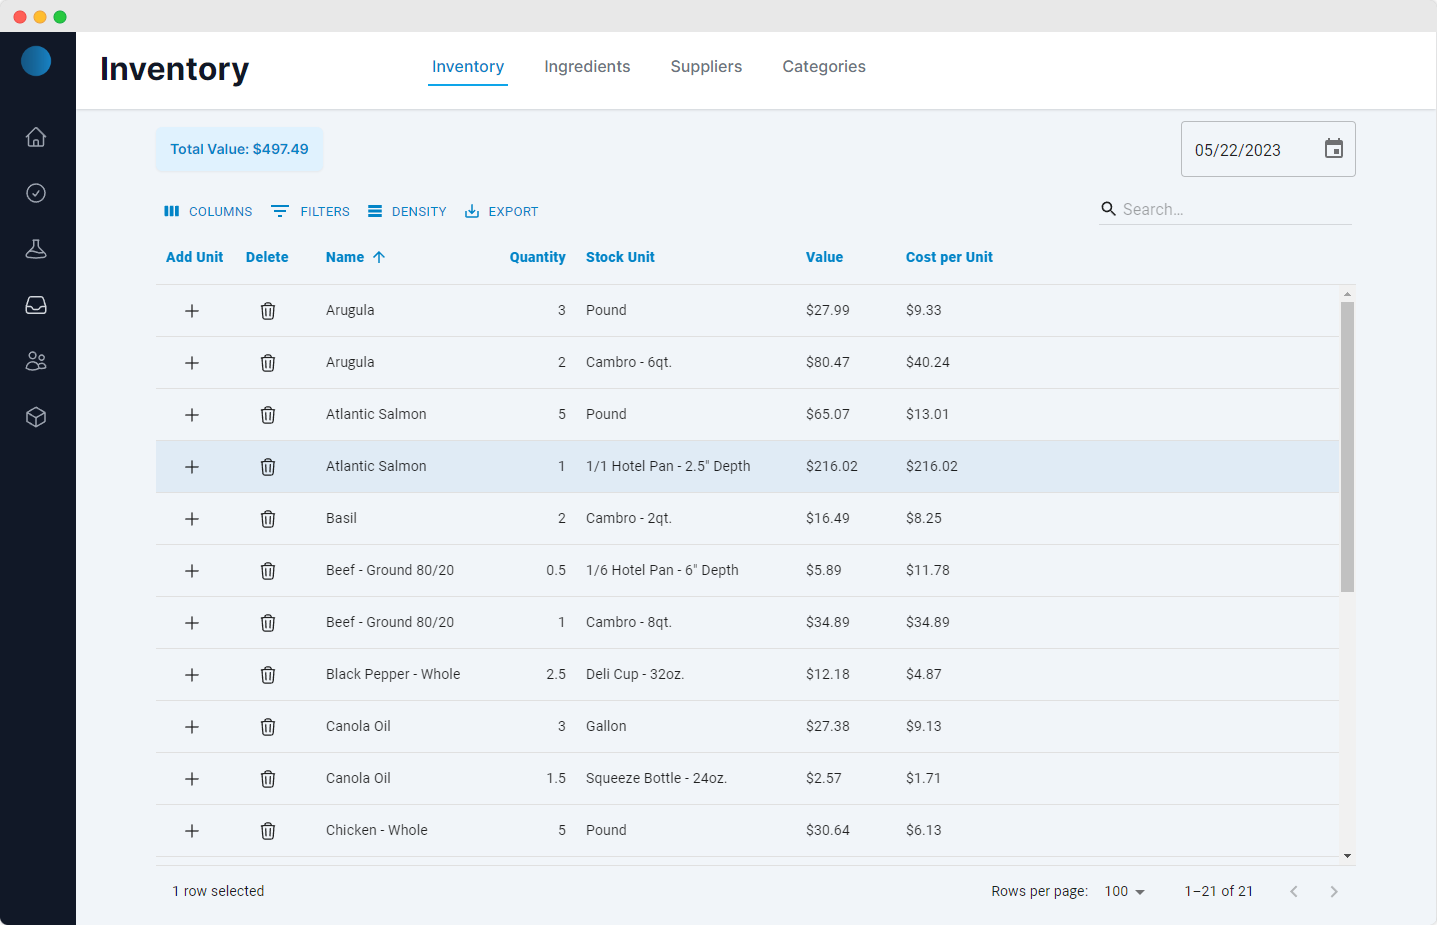 Inventory
Inventory Ingredients Suppliers Categories
Total Value: $497.49
05/22/2023
COLUMNS FILTERS DENSITY EXPORT
Search...
Add Unit Delete Name Quantity Stock Unit Value Cost per Unit
Arugula 3 Pound $27.99 $9.33
Arugula 2 Cambro - 6qt. $80.47 $40.24
Atlantic Salmon 5 Pound $65.07 $13.01
Atlantic Salmon 1 1/1 Hotel Pan - 2.5" Depth $216.02 $216.02
Basil 2 Cambro - 2qt. $16.49 $8.25
Beef - Ground 80/20 0.5 1/6 Hotel Pan - 6" Depth $5.89 $11.78
Beef - Ground 80/20 1 Cambro - 8qt. $34.89 $34.89
Black Pepper - Whole 2.5 Deli Cup - 32oz. $12.18 $4.87
Canola Oil 3 Gallon $27.38 $9.13
Canola Oil 1.5 Squeeze Bottle - 24oz. $2.57 $1.71
Chicken - Whole 5 Pound $30.64 $6.13
1 row selected Rows per page: 100 1–21 of 21